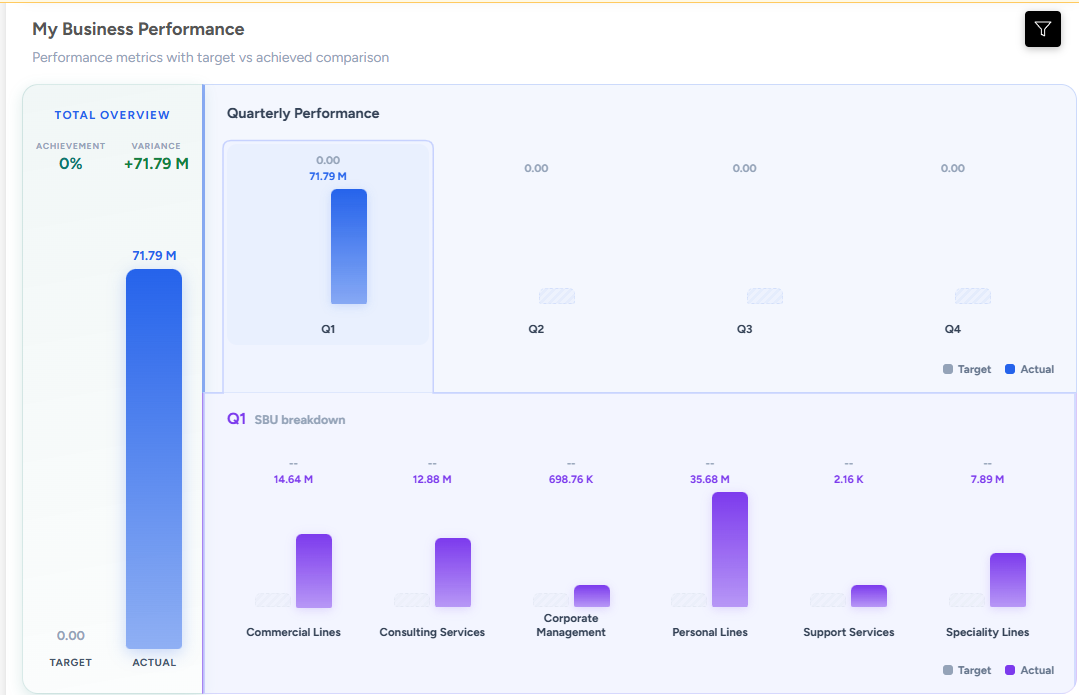 My Business Performance
Performance metrics with target vs achieved comparison
TOTAL OVERVIEW
ACHIEVEMENT VARIANCE
0% +71.79 M
71.79 M
0.00
TARGET ACTUAL
Quarterly Performance
0.00 0.00 0.00 0.00
71.79 M
Q1 Q2 Q3 Q4
Target Actual
Q1 SBU breakdown
-- -- -- -- -- --
14.64 M 12.88 M 698.76 K 35.68 M 2.16 K 7.89 M
Commercial Lines Consulting Services Corporate Management Personal Lines Support Services Speciality Lines
Target Actual